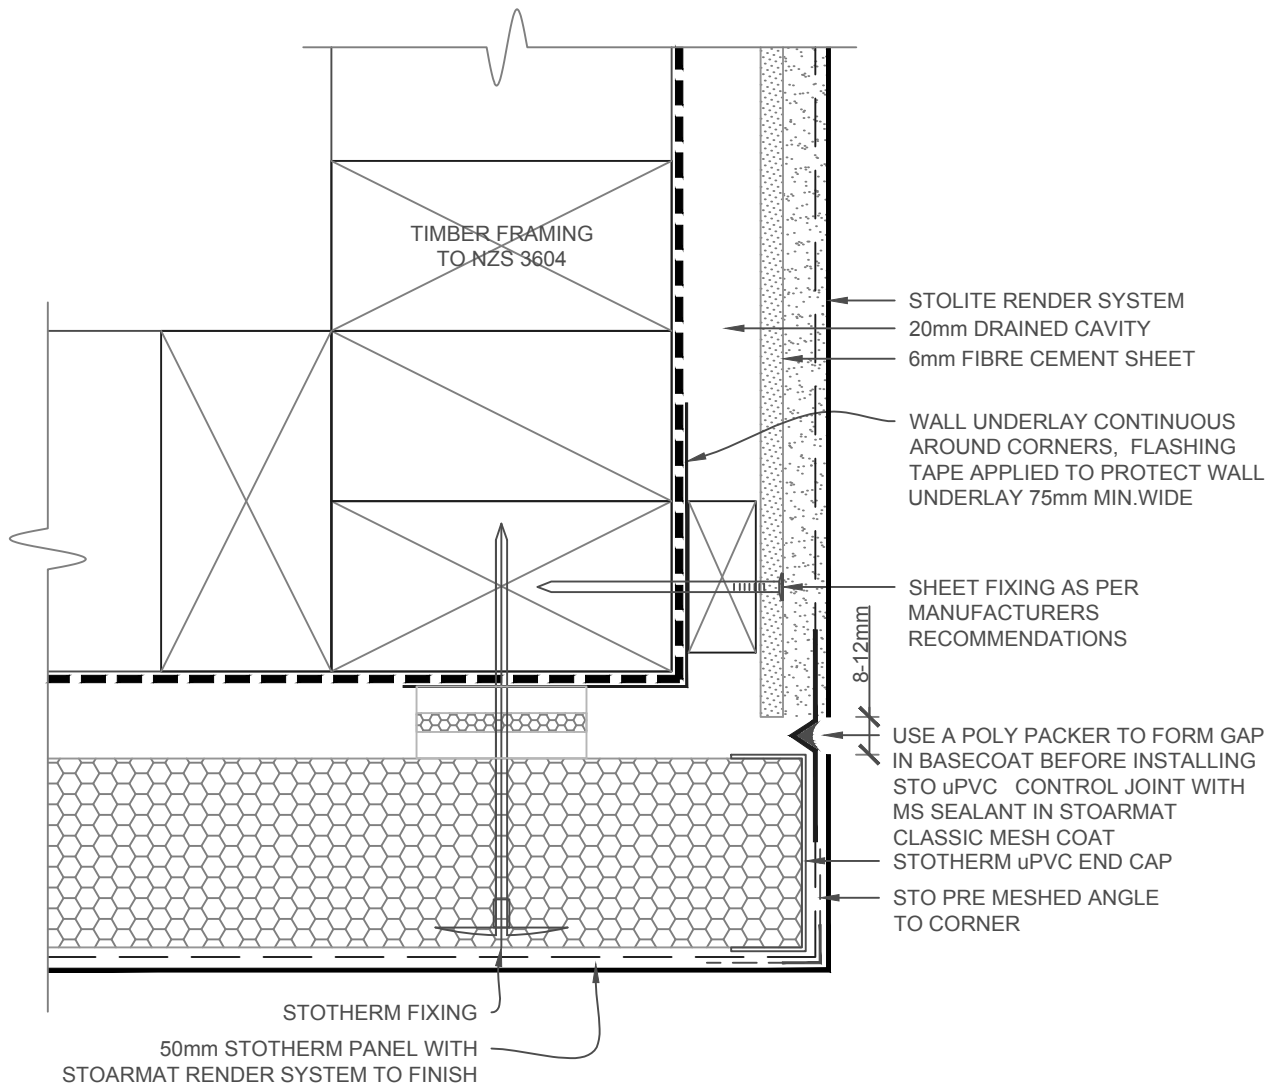 TIMBER FRAMING
TO NZS 3604
STOLITE RENDER SYSTEM
20mm DRAINED CAVITY
6mm FIBRE CEMENT SHEET
WALL UNDERLAY CONTINUOUS
AROUND CORNERS, FLASHING
TAPE APPLIED TO PROTECT WALL
UNDERLAY 75mm MIN.WIDE
SHEET FIXING AS PER
MANUFACTURERS
RECOMMENDATIONS
8-12mm
USE A POLY PACKER TO FORM GAP
IN BASECOAT BEFORE INSTALLING
STO uPVC CONTROL JOINT WITH
MS SEALANT IN STOARMAT
CLASSIC MESH COAT
STOTHERM uPVC END CAP
STO PRE MESHED ANGLE
TO CORNER
STOTHERM FIXING
50mm STOTHERM PANEL WITH
STOARMAT RENDER SYSTEM TO FINISH